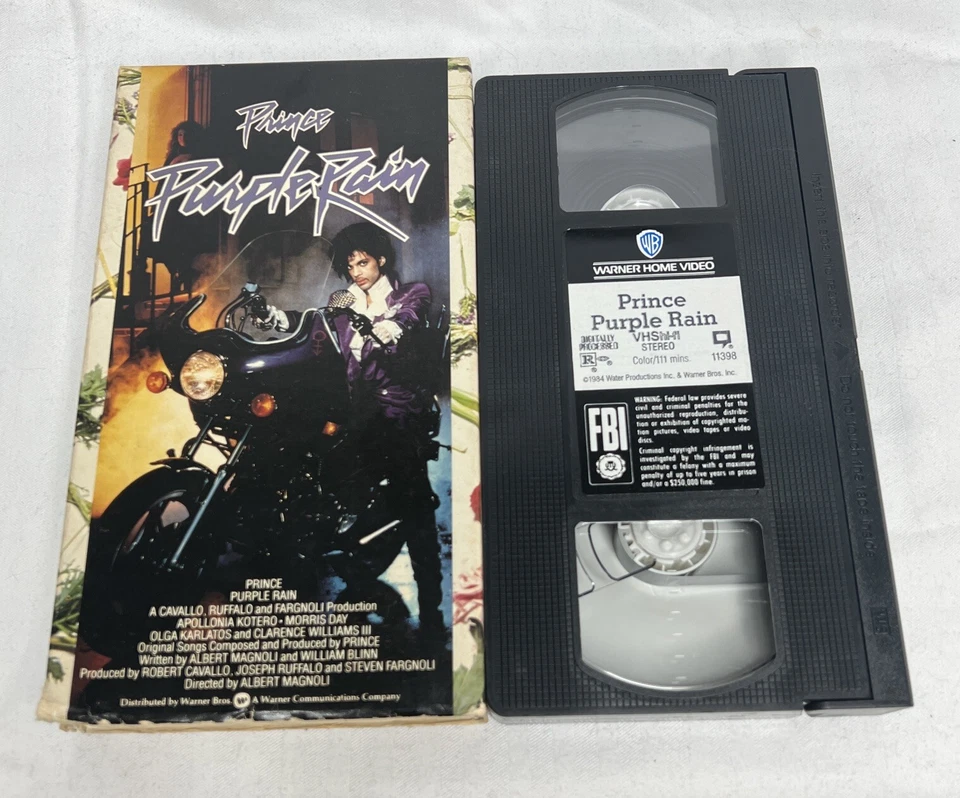 Prince
Purple Rain
PRINCE
PURPLE RAIN
A CAVALLO, RUFFALO and FARGNOLI Production
APOLLONIA KOTERO • MORRIS DAY
OLGA KARLATOS and CLARENCE WILLIAMS III
Original Songs Composed and Produced by PRINCE
Written by ALBERT MAGNOLI and WILLIAM BLINN
Produced by ROBERT CAVALLO, JOSEPH RUFFALO and STEVEN FARGNOLI
Directed by ALBERT MAGNOLI
Distributed by Warner Bros. W A Warner Communications Company
WB
WARNER HOME VIDEO
Prince
Purple Rain
DIGITALLY
PROCESSED
VHS hi-fi
STEREO
R
Color/111 mins.
11398
©1984 Water Productions Inc. & Warner Bros. Inc.
FBI
WARNING: Federal law provides severe
civil and criminal penalties for the
unauthorized reproduction, distribu-
tion or exhibition of copyrighted mo-
tion pictures, video tapes or video
discs.
Criminal copyright infringement is
investigated by the FBI and may
constitute a felony with a maximum
penalty of up to five years in prison
and/or a $250,000 fine.